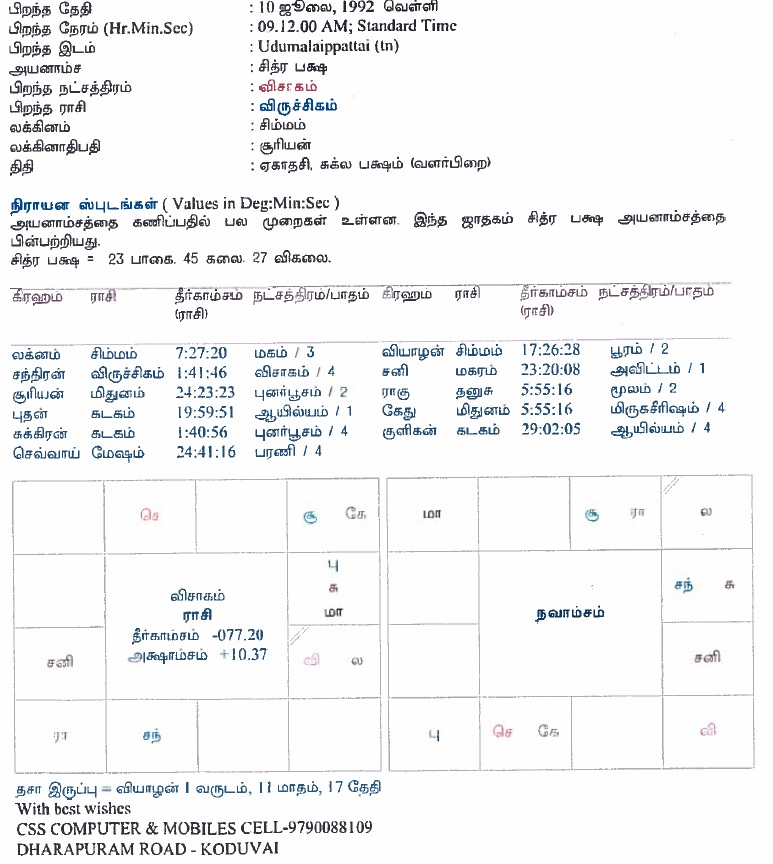 பிறந்த தேதி : 10 ஜூலை, 1992 வெள்ளி
பிறந்த நேரம் (Hr.Min.Sec) : 09.12.00 AM; Standard Time
பிறந்த இடம் : Udumalaippattai (tn)
அயனாம்ச : சித்ர பக்ஷ
பிறந்த நட்சத்திரம் : விசாகம்
பிறந்த ராசி : விருச்சிகம்
லக்கினம் : சிம்மம்
லக்கினாதிபதி : சூரியன்
திதி : ஏகாதசி, சுக்ல பக்ஷம் (வளர்பிறை)
நிராயன ஸ்புடங்கள் ( Values in Deg:Min:Sec )
அயனாம்சத்தை கணிப்பதில் பல முறைகள் உள்ளன. இந்த ஜாதகம் சித்ர பக்ஷ அயனாம்சத்தை
பின்பற்றியது.
சித்ர பக்ஷ = 23 பாகை. 45 கலை. 27 விகலை.
கிரஹம் ராசி தீர்காம்சம் நட்சத்திரம்/பாதம் கிரஹம் ராசி தீர்காம்சம் நட்சத்திரம்/பாதம்
(ராசி) (ராசி)
லக்னம் சிம்மம் 7:27:20 மகம் / 3 வியாழன் சிம்மம் 17:26:28 பூரம் / 2
சந்திரன் விருச்சிகம் 1:41:46 விசாகம் / 4 சனி மகரம் 23:20:08 அவிட்டம் / 1
சூரியன் மிதுனம் 24:23:23 புனர்பூசம் / 2 ராகு தனுசு 5:55:16 மூலம் / 2
புதன் கடகம் 19:59:51 ஆயில்யம் / 1 கேது மிதுனம் 5:55:16 மிருகசீரிஷம் / 4
சுக்கிரன் கடகம் 1:40:56 புனர்பூசம் / 4 குளிகன் கடகம் 29:02:05 ஆயில்யம் / 4
செவ்வாய் மேஷம் 24:41:16 பரணி / 4
செ சூ கே
பு
சு
மா
விசாகம்
ராசி
தீர்காம்சம் -077.20
அக்ஷாம்சம் +10.37
சனி வி ல
ரா சந்
மா சூ ரா ல
சந் சு
நவாம்சம்
சனி
பு செ கே வி
தசா இருப்பு = வியாழன் 1 வருடம், 11 மாதம், 17 தேதி
With best wishes
CSS COMPUTER & MOBILES CELL-9790088109
DHARAPURAM ROAD - KODUVAI